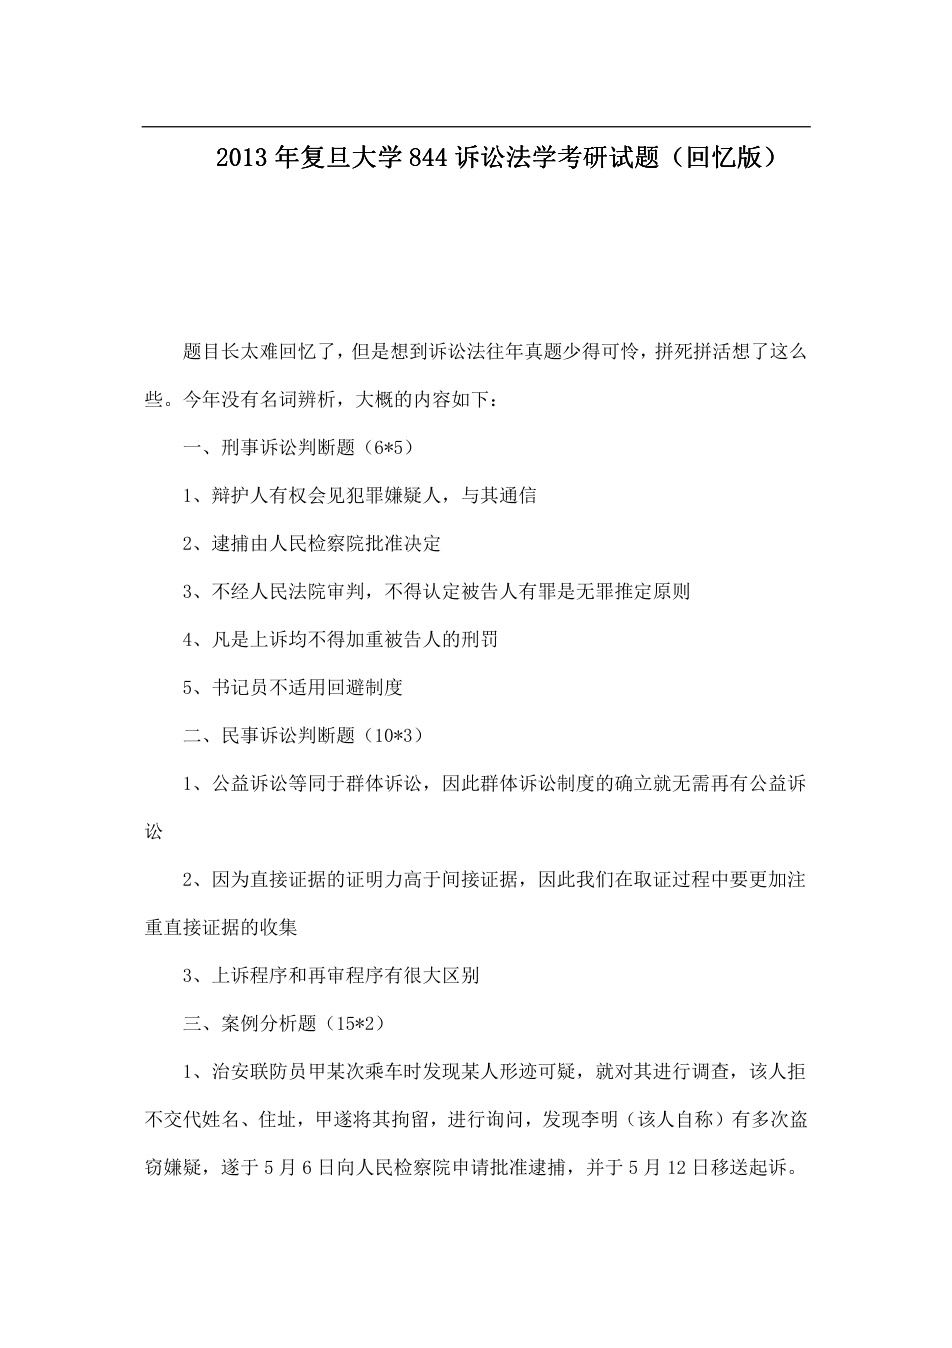 2013 年复旦大学 844 诉讼法学考研试题（回忆版）
题目长太难回忆了，但是想到诉讼法往年真题少得可怜，拼死拼活想了这么
些。今年没有名词辨析，大概的内容如下：
一、刑事诉讼判断题（6*5）
1、辩护人有权会见犯罪嫌疑人，与其通信
2、逮捕由人民检察院批准决定
3、不经人民法院审判，不得认定被告人有罪是无罪推定原则
4、凡是上诉均不得加重被告人的刑罚
5、书记员不适用回避制度
二、民事诉讼判断题（10*3）
1、公益诉讼等同于群体诉讼，因此群体诉讼制度的确立就无需再有公益诉
讼
2、因为直接证据的证明力高于间接证据，因此我们在取证过程中要更加注
重直接证据的收集
3、上诉程序和再审程序有很大区别
三、案例分析题（15*2）
1、治安联防员甲某次乘车时发现某人形迹可疑，就对其进行调查，该人拒
不交代姓名、住址，甲遂将其拘留，进行询问，发现李明（该人自称）有多次盗
窃嫌疑，遂于 5 月 6 日向人民检察院申请批准逮捕，并于 5 月 12 日移送起诉。